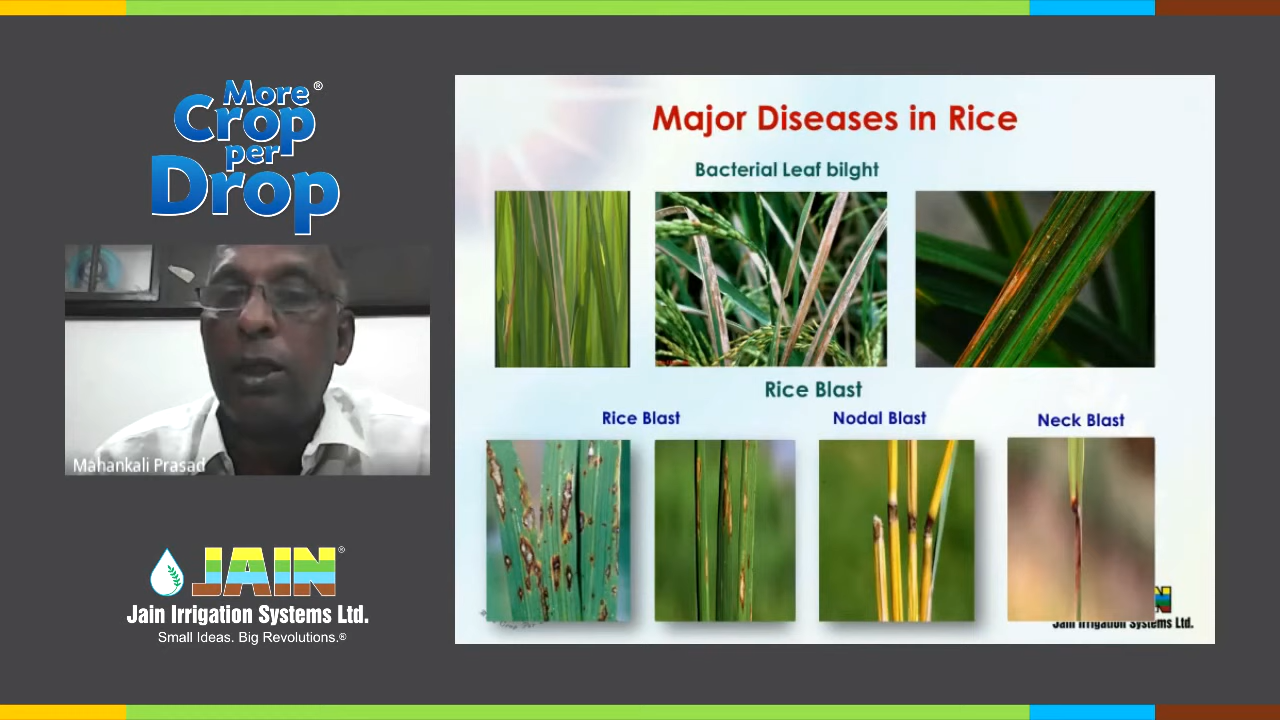 More
Crop
per
Drop®
Mahankali Prasad
JAIN®
Jain Irrigation Systems Ltd.
Small Ideas. Big Revolutions.®
Major Diseases in Rice
Bacterial Leaf bilght
Rice Blast
Rice Blast
Nodal Blast
Neck Blast
N
Jain Irrigation Systems Ltd.